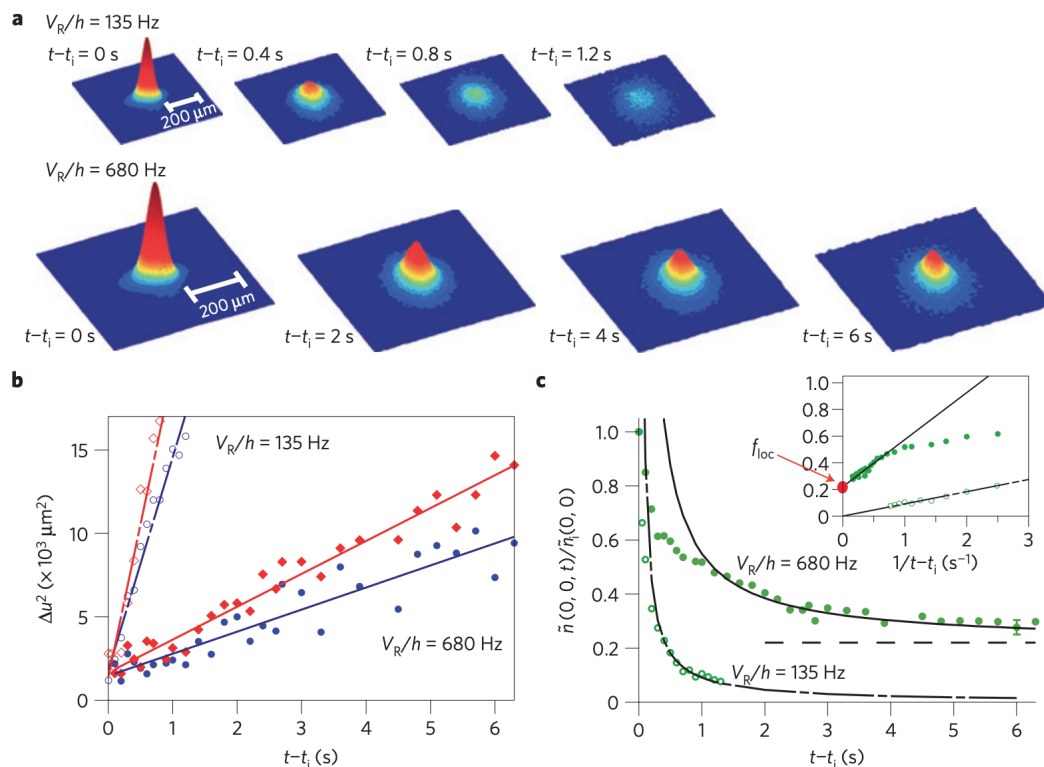 a
V_R/h = 135 Hz
t−t_i = 0 s
t−t_i = 0.4 s
t−t_i = 0.8 s
t−t_i = 1.2 s
200 µm
V_R/h = 680 Hz
200 µm
t−t_i = 0 s
t−t_i = 2 s
t−t_i = 4 s
t−t_i = 6 s
b
Δu² (× 10³ µm²)
15
10
5
0
V_R/h = 135 Hz
V_R/h = 680 Hz
0 1 2 3 4 5 6
t−t_i (s)
c
ñ (0, 0, t)/ñ_i(0, 0)
1.0
0.8
0.6
0.4
0.2
0
f_loc
1.0
0.8
0.6
0.4
0.2
0
0 1 2 3
1/t−t_i (s⁻¹)
V_R/h = 680 Hz
V_R/h = 135 Hz
0 1 2 3 4 5 6
t−t_i (s)